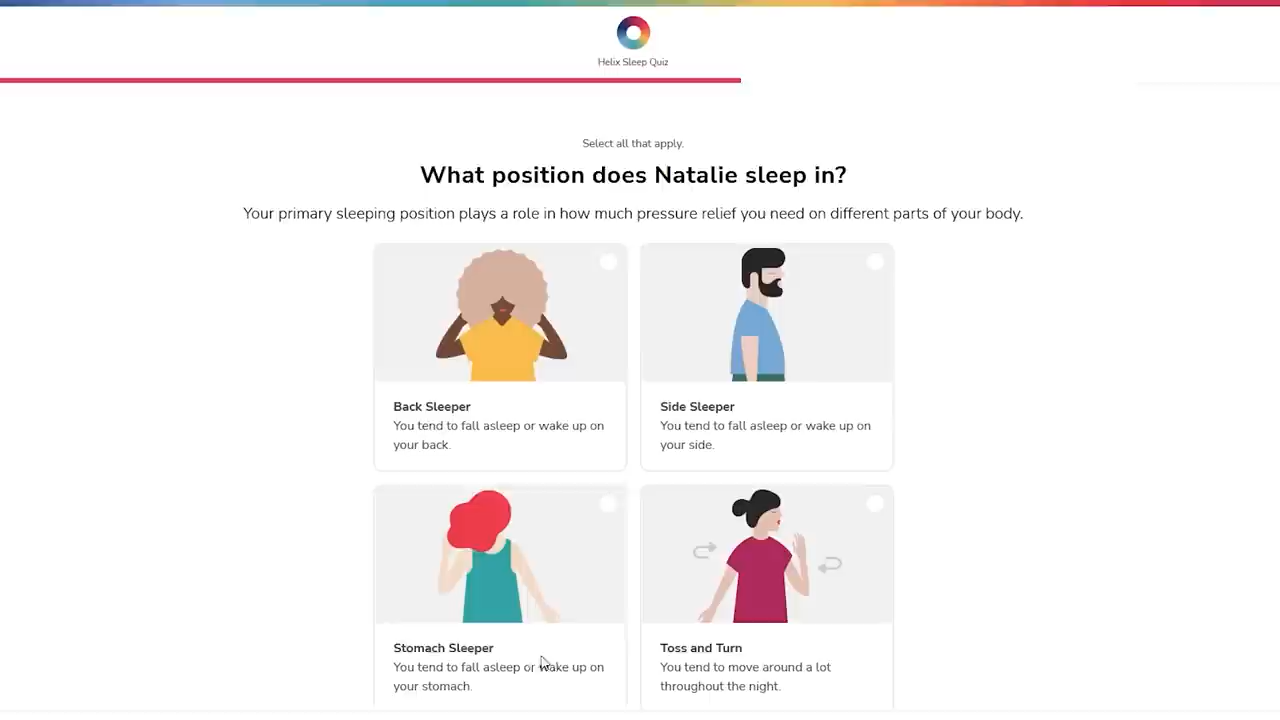 Helix Sleep Quiz
Select all that apply.
What position does Natalie sleep in?
Your primary sleeping position plays a role in how much pressure relief you need on different parts of your body.
Back Sleeper
You tend to fall asleep or wake up on
your back.
Side Sleeper
You tend to fall asleep or wake up on
your side.
Stomach Sleeper
You tend to fall asleep or wake up on
your stomach.
Toss and Turn
You tend to move around a lot
throughout the night.